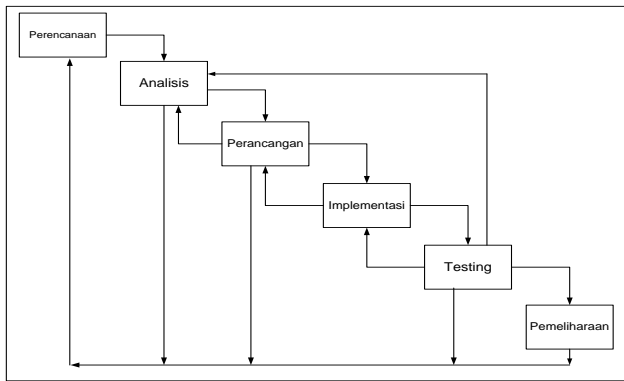 Perencanaan
Analisis
Perancangan
Implementasi
Testing
Pemeliharaan